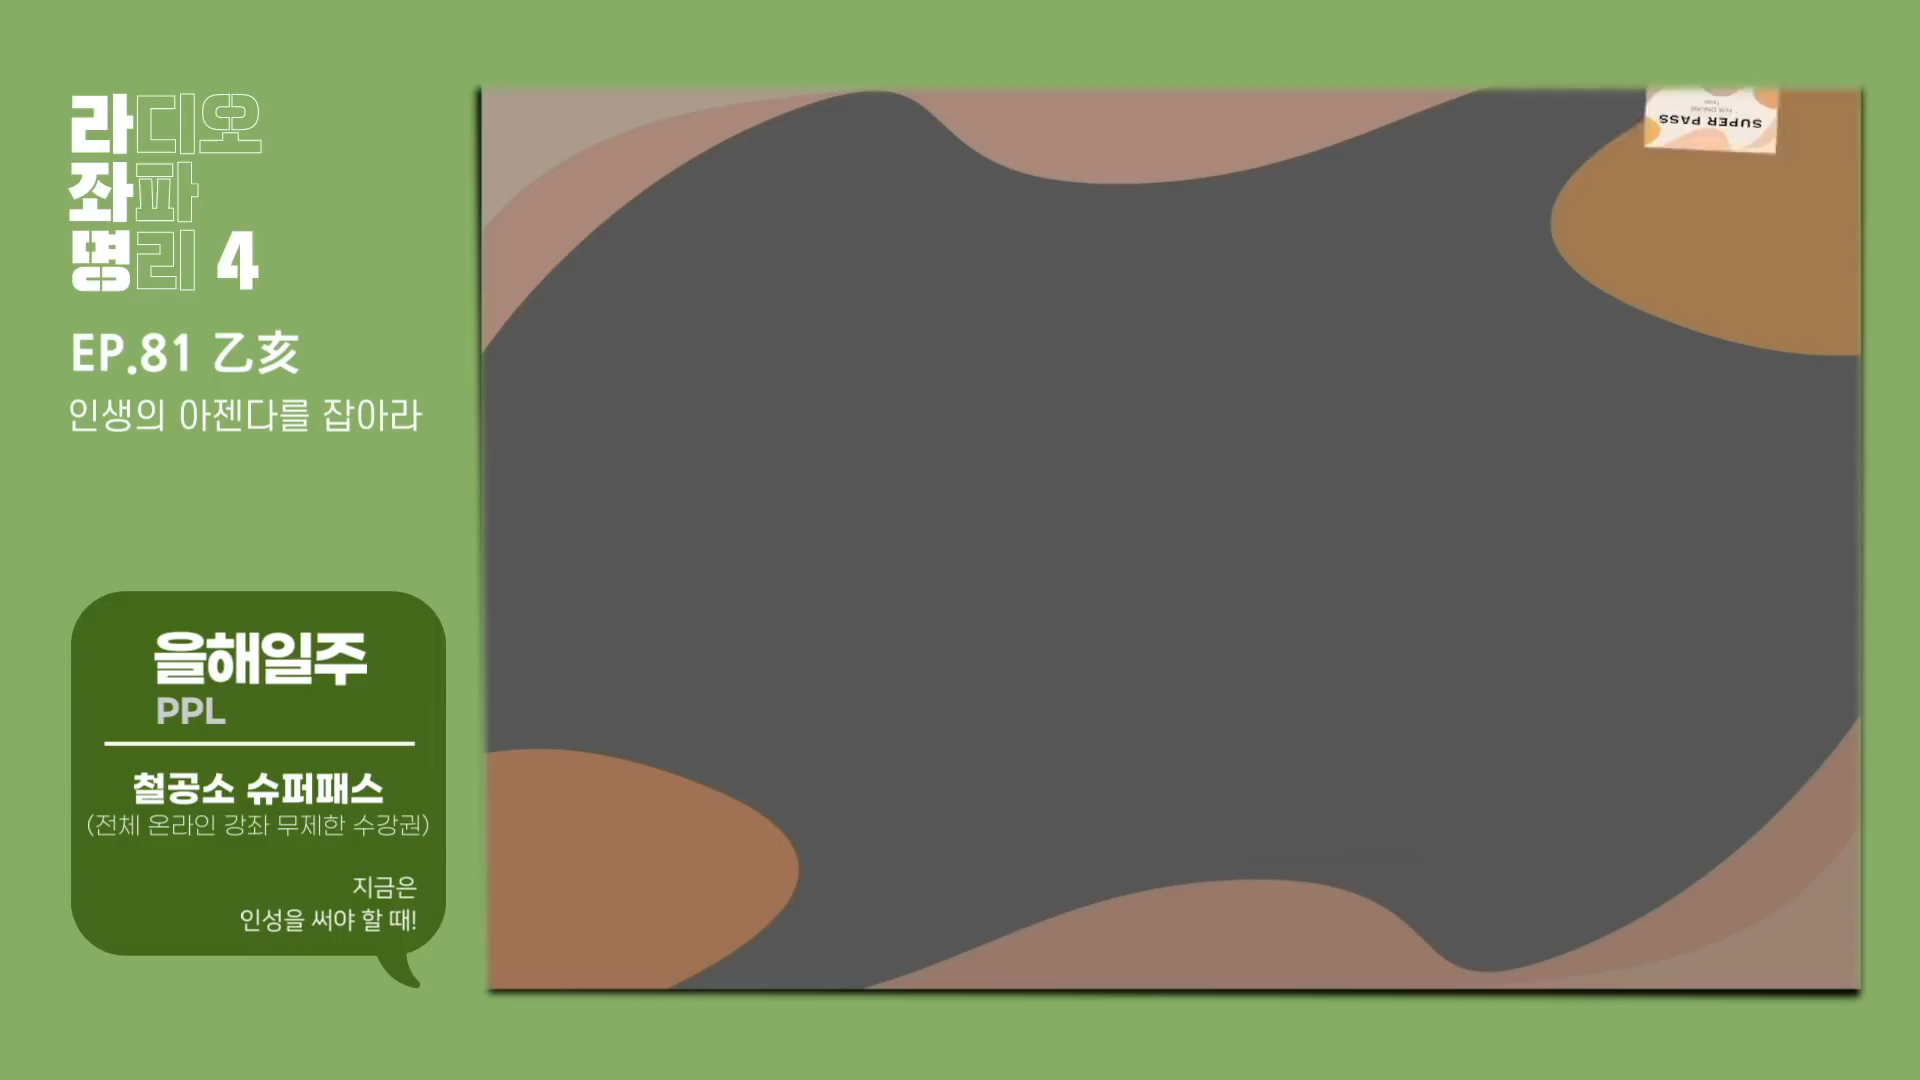 라디오
좌파
명리 4
EP.81 乙亥
인생의 아젠다를 잡아라
을해일주
PPL
철공소 슈퍼패스
(전체 온라인 강좌 무제한 수강권)
지금은
인성을 써야 할 때!
SUPER PASS
FOR ONLINE